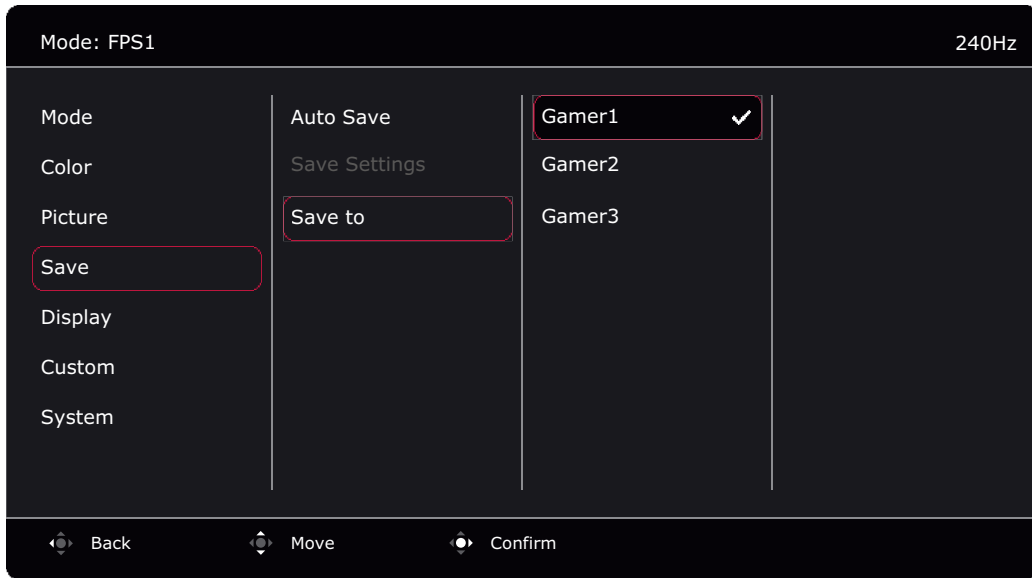 Mode: FPS1
240Hz
Mode
Color
Picture
Save
Display
Custom
System
Auto Save
Save Settings
Save to
Gamer1
Gamer2
Gamer3
Back
Move
Confirm